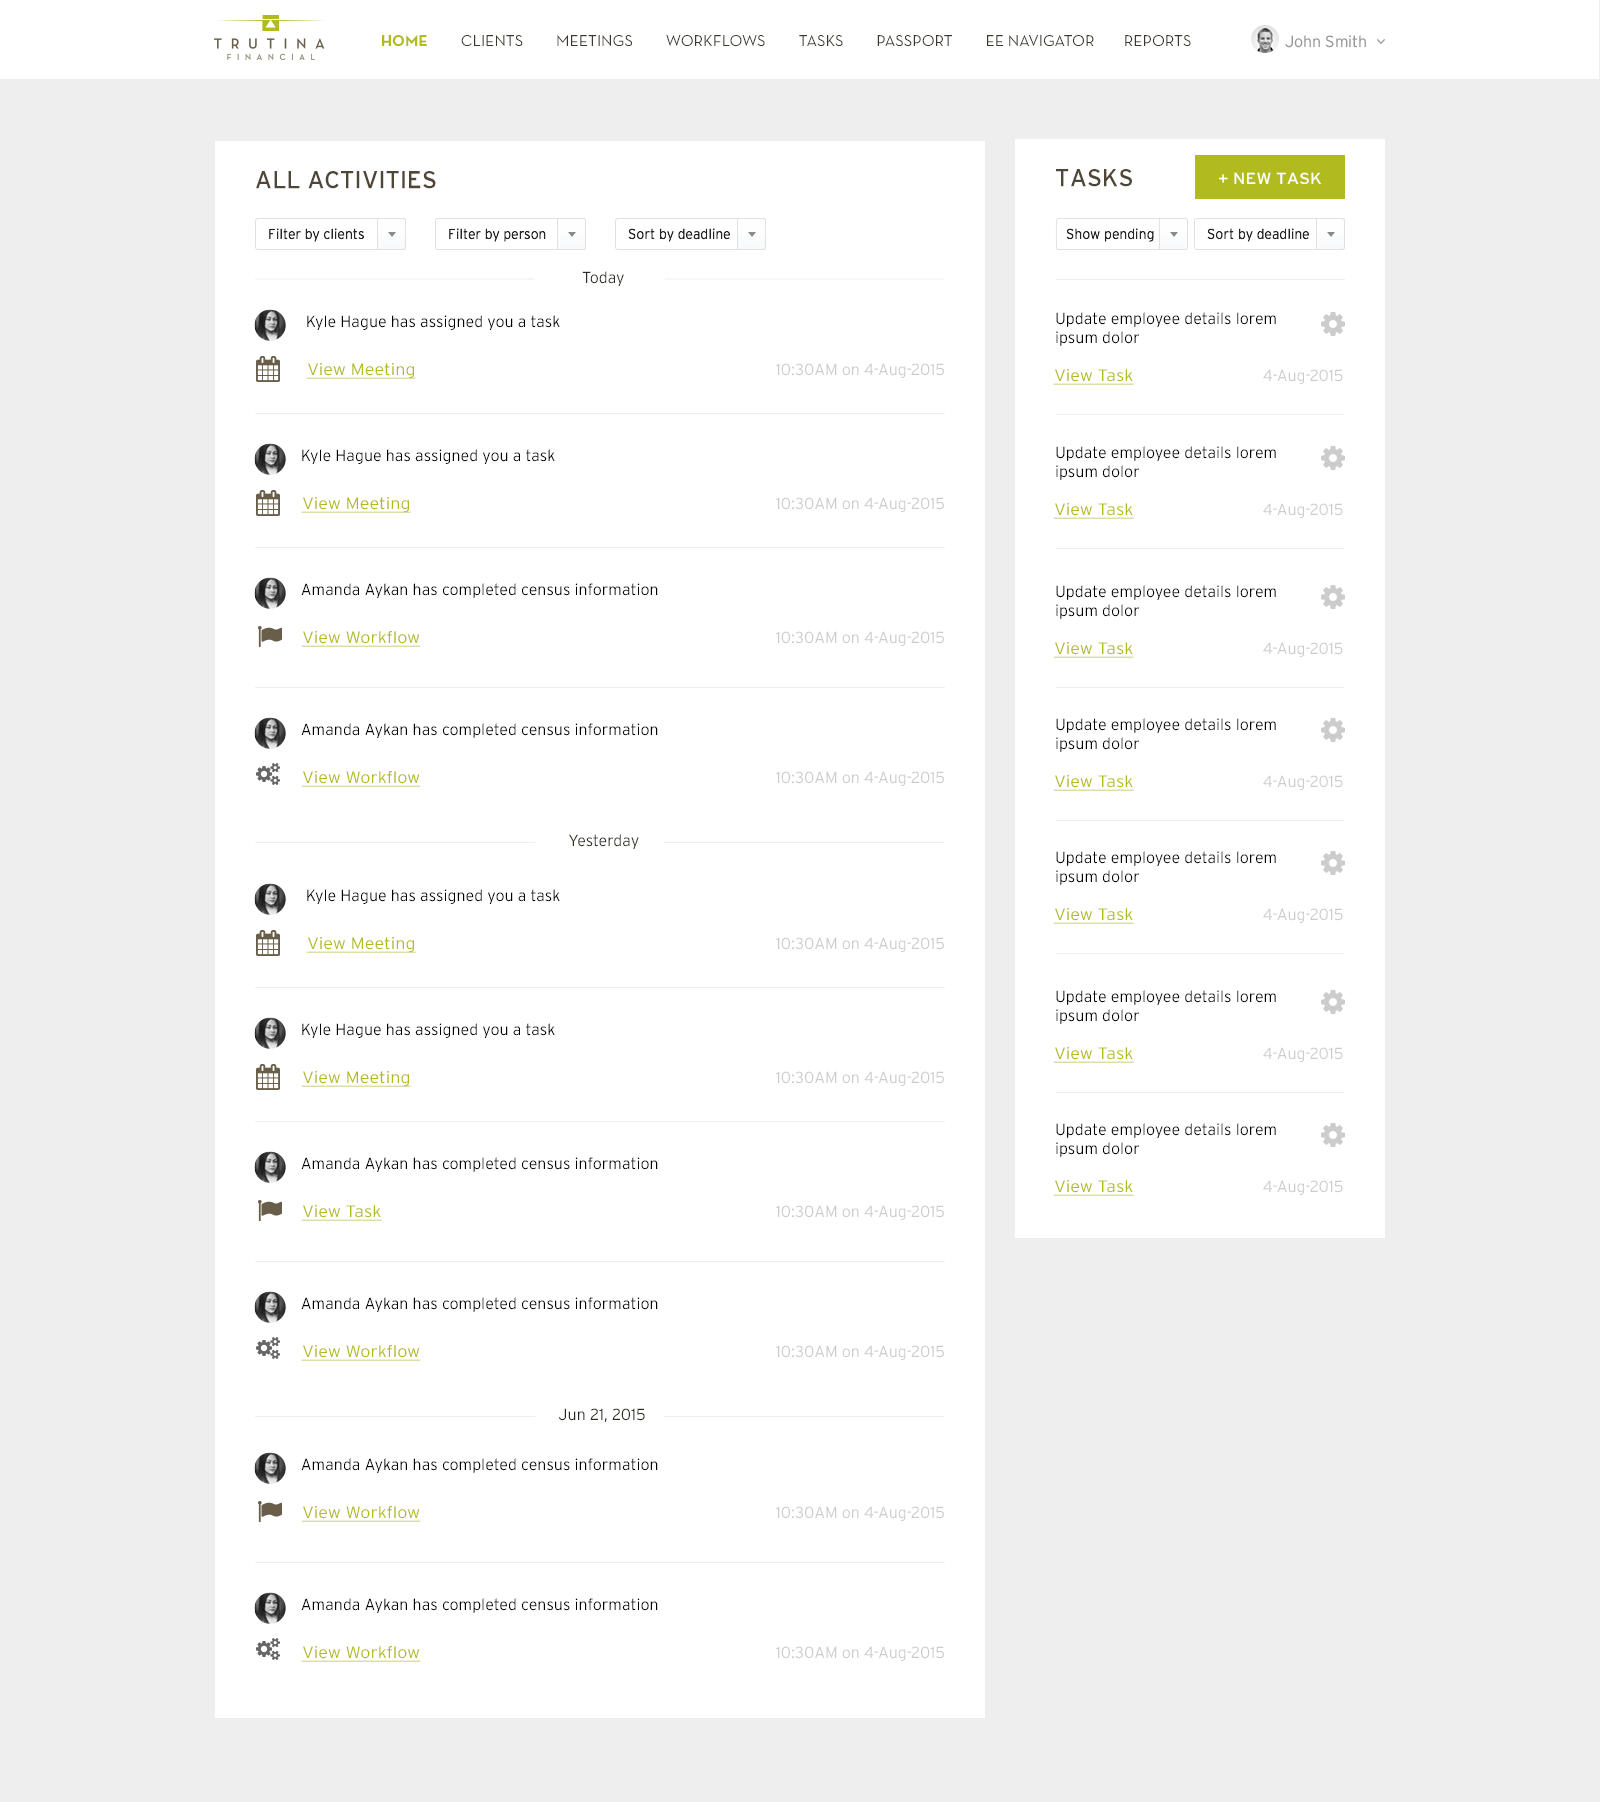 TRUTINA
FINANCIAL
HOME CLIENTS MEETINGS WORKFLOWS TASKS PASSPORT EE NAVIGATOR REPORTS John Smith
ALL ACTIVITIES
Filter by clients Filter by person Sort by deadline
Today
Kyle Hague has assigned you a task
View Meeting 10:30AM on 4-Aug-2015
Kyle Hague has assigned you a task
View Meeting 10:30AM on 4-Aug-2015
Amanda Aykan has completed census information
View Workflow 10:30AM on 4-Aug-2015
Amanda Aykan has completed census information
View Workflow 10:30AM on 4-Aug-2015
Yesterday
Kyle Hague has assigned you a task
View Meeting 10:30AM on 4-Aug-2015
Kyle Hague has assigned you a task
View Meeting 10:30AM on 4-Aug-2015
Amanda Aykan has completed census information
View Task 10:30AM on 4-Aug-2015
Amanda Aykan has completed census information
View Workflow 10:30AM on 4-Aug-2015
Jun 21, 2015
Amanda Aykan has completed census information
View Workflow 10:30AM on 4-Aug-2015
Amanda Aykan has completed census information
View Workflow 10:30AM on 4-Aug-2015
TASKS + NEW TASK
Show pending Sort by deadline
Update employee details lorem
ipsum dolor
View Task 4-Aug-2015
Update employee details lorem
ipsum dolor
View Task 4-Aug-2015
Update employee details lorem
ipsum dolor
View Task 4-Aug-2015
Update employee details lorem
ipsum dolor
View Task 4-Aug-2015
Update employee details lorem
ipsum dolor
View Task 4-Aug-2015
Update employee details lorem
ipsum dolor
View Task 4-Aug-2015
Update employee details lorem
ipsum dolor
View Task 4-Aug-2015